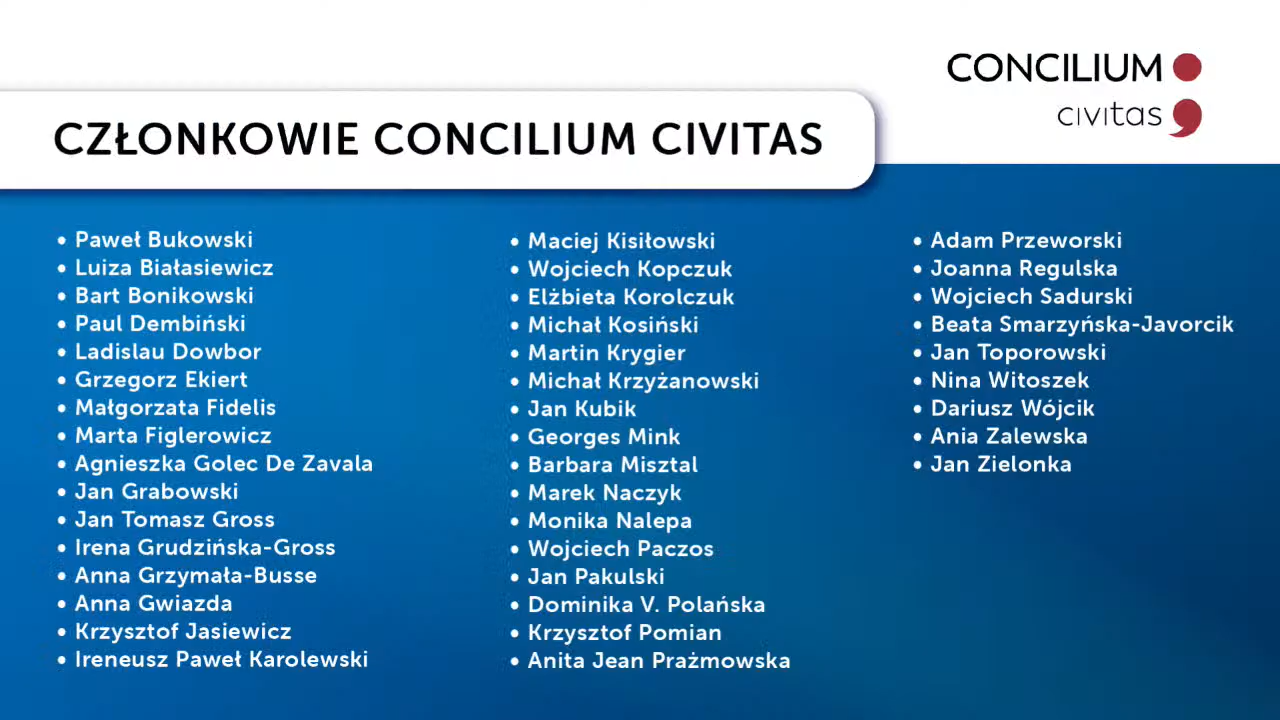 CONCILIUM
civitas
CZŁONKOWIE CONCILIUM CIVITAS
• Paweł Bukowski
• Luiza Białasiewicz
• Bart Bonikowski
• Paul Dembiński
• Ladislau Dowbor
• Grzegorz Ekiert
• Małgorzata Fidelis
• Marta Figlerowicz
• Agnieszka Golec De Zavala
• Jan Grabowski
• Jan Tomasz Gross
• Irena Grudzińska-Gross
• Anna Grzymała-Busse
• Anna Gwiazda
• Krzysztof Jasiewicz
• Ireneusz Paweł Karolewski
• Maciej Kisiłowski
• Wojciech Kopczuk
• Elżbieta Korolczuk
• Michał Kosiński
• Martin Krygier
• Michał Krzyżanowski
• Jan Kubik
• Georges Mink
• Barbara Misztal
• Marek Naczyk
• Monika Nalepa
• Wojciech Paczos
• Jan Pakulski
• Dominika V. Polańska
• Krzysztof Pomian
• Anita Jean Prażmowska
• Adam Przeworski
• Joanna Regulska
• Wojciech Sadurski
• Beata Smarzyńska-Javorcik
• Jan Toporowski
• Nina Witoszek
• Dariusz Wójcik
• Ania Zalewska
• Jan Zielonka